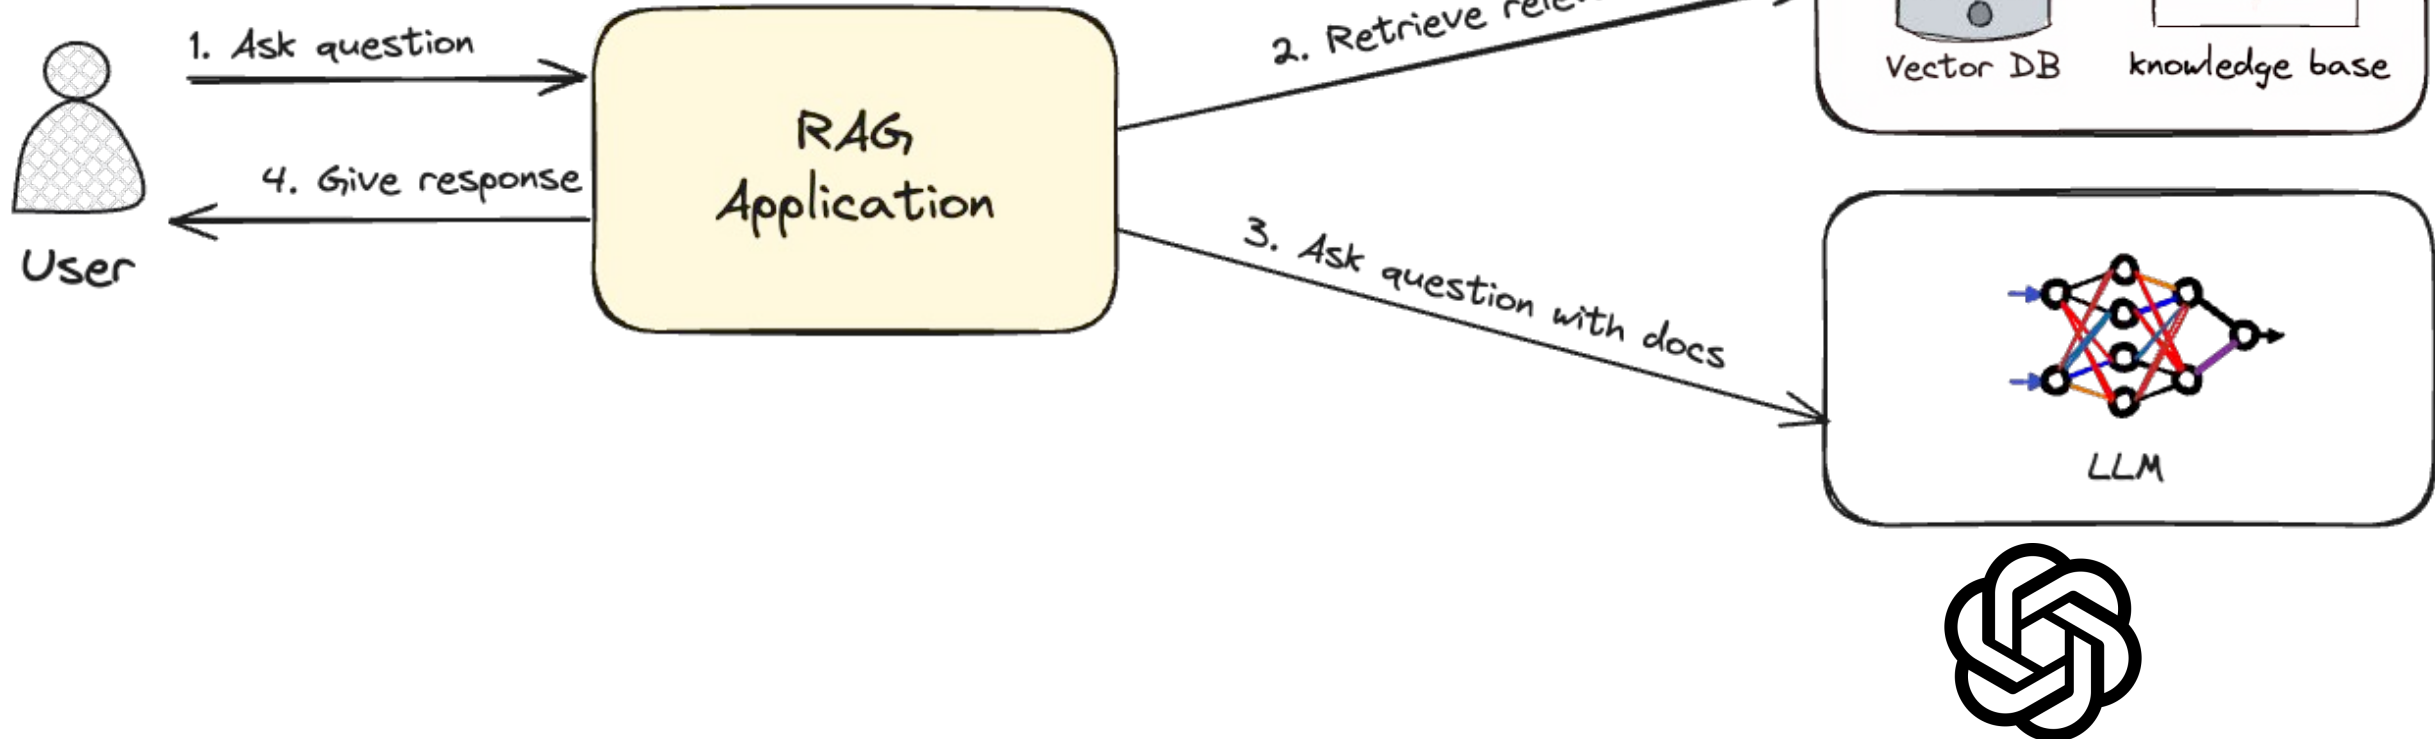 1. Ask question
2. Retrieve
Vector DB
knowledge base
RAG
Application
4. Give response
User
3. Ask question with docs
LLM